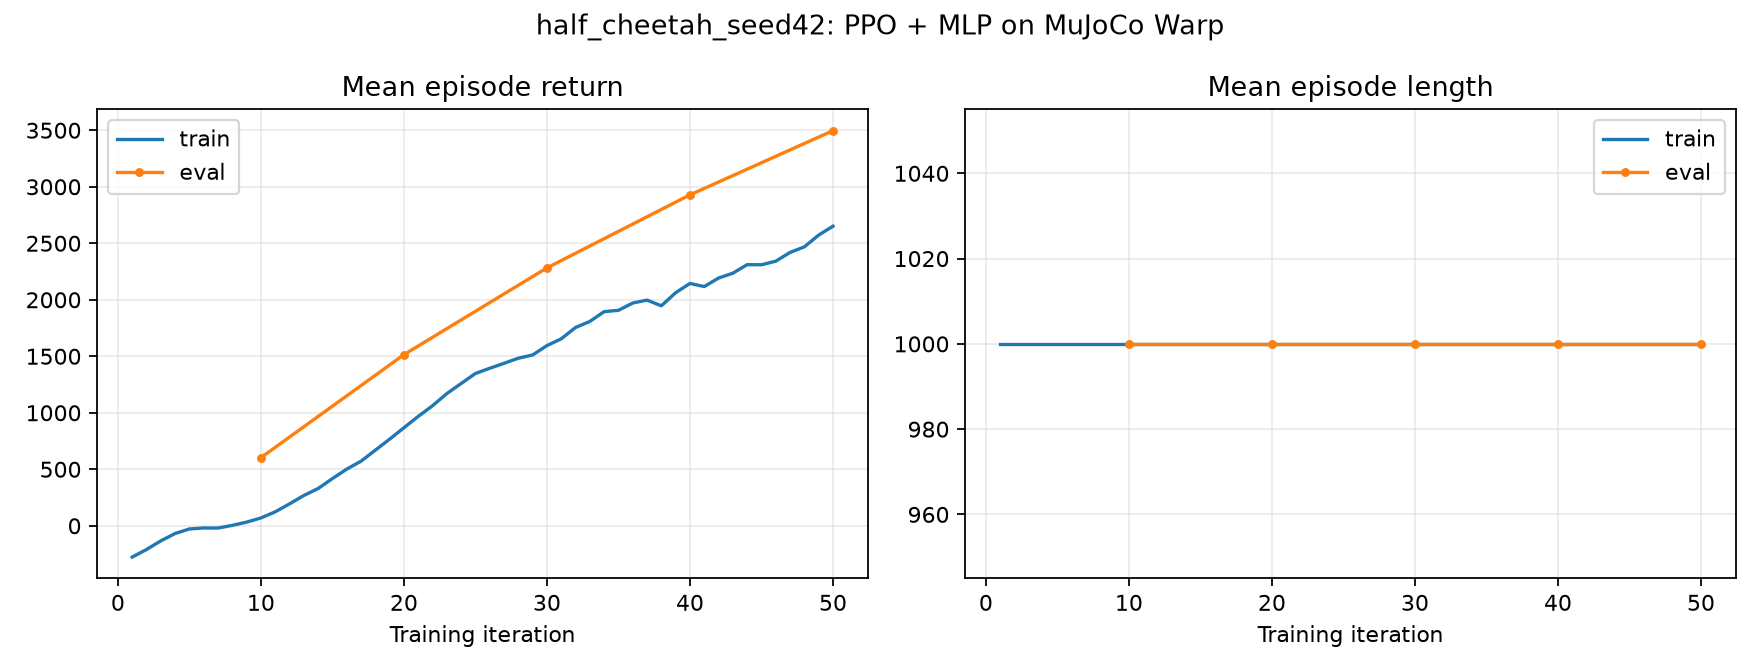 half_cheetah_seed42: PPO + MLP on MuJoCo Warp
Mean episode return
train
eval
3500
3000
2500
2000
1500
1000
500
0
0 10 20 30 40 50
Training iteration
Mean episode length
train
eval
1040
1020
1000
980
960
0 10 20 30 40 50
Training iteration